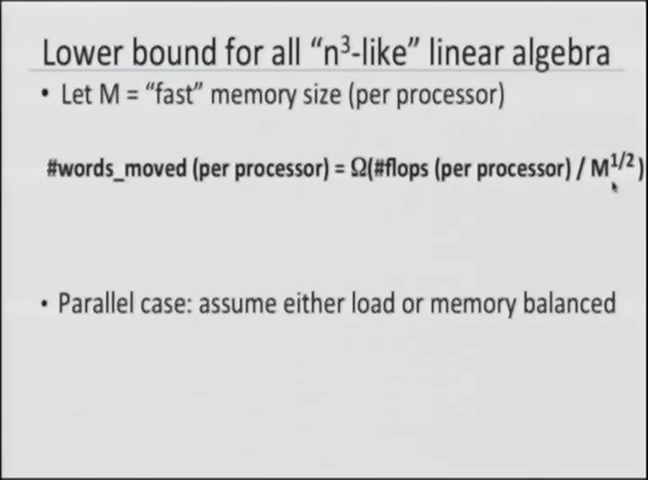 Lower bound for all “n³-like” linear algebra
• Let M = “fast” memory size (per processor)
#words_moved (per processor) = Ω(#flops (per processor) / M^1/2 )
• Parallel case: assume either load or memory balanced